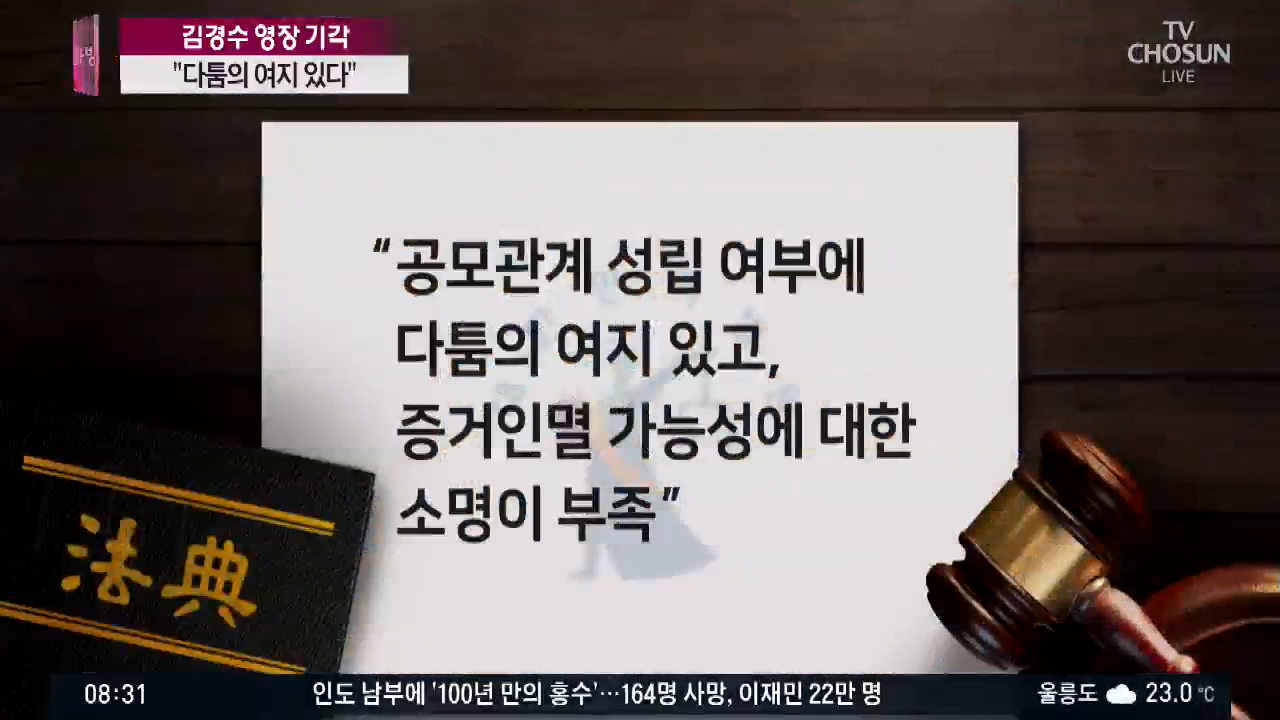 김경수 영장 기각
"다툼의 여지 있다"
TV
CHOSUN
LIVE
“공모관계 성립 여부에
다툼의 여지 있고,
증거인멸 가능성에 대한
소명이 부족”
法典
08:31
인도 남부에 '100년 만의 홍수'…164명 사망, 이재민 22만 명
울릉도 23.0℃